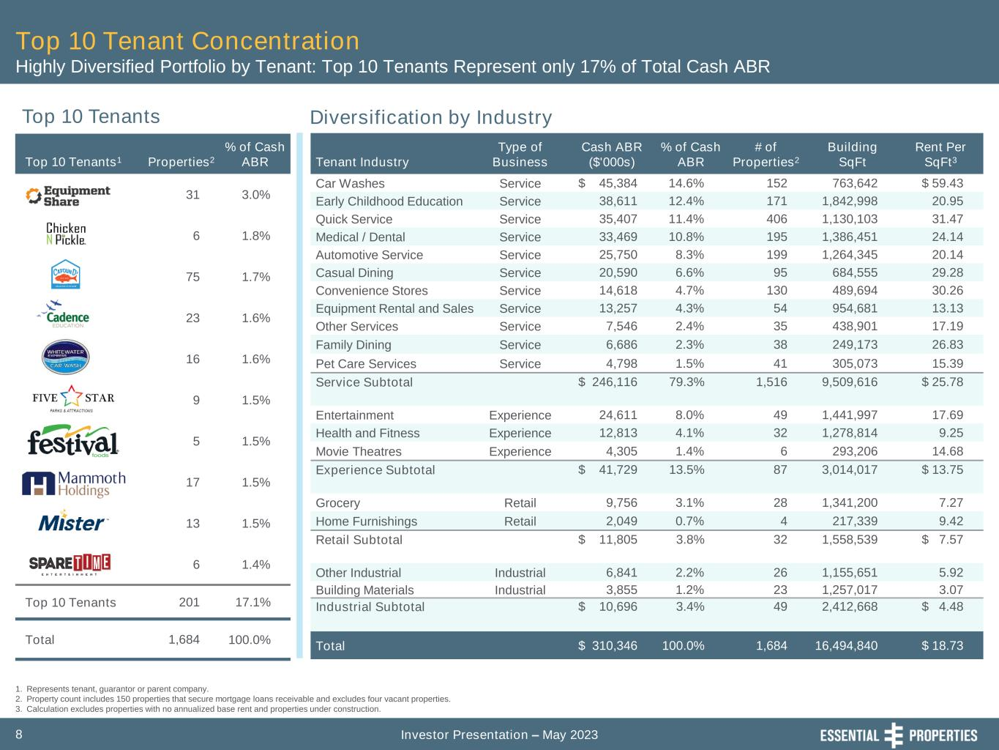 Top 10 Tenant Concentration
Highly Diversified Portfolio by Tenant: Top 10 Tenants Represent only 17% of Total Cash ABR
Top 10 Tenants
Top 10 Tenants¹ Properties² % of Cash ABR
Equipment Share 31 3.0%
Chicken N Pickle 6 1.8%
Captain D's 75 1.7%
Cadence EDUCATION 23 1.6%
WHITEWATER EXPRESS CAR WASH 16 1.6%
FIVE STAR PARKS & ATTRACTIONS 9 1.5%
festival foods 5 1.5%
Mammoth Holdings 17 1.5%
Mister 13 1.5%
SPARE TIME ENTERTAINMENT 6 1.4%
Top 10 Tenants 201 17.1%
Total 1,684 100.0%
Diversification by Industry
Tenant Industry Type of Business Cash ABR ($'000s) % of Cash ABR # of Properties² Building SqFt Rent Per SqFt³
Car Washes Service $ 45,384 14.6% 152 763,642 $ 59.43
Early Childhood Education Service 38,611 12.4% 171 1,842,998 20.95
Quick Service Service 35,407 11.4% 406 1,130,103 31.47
Medical / Dental Service 33,469 10.8% 195 1,386,451 24.14
Automotive Service Service 25,750 8.3% 199 1,264,345 20.14
Casual Dining Service 20,590 6.6% 95 684,555 29.28
Convenience Stores Service 14,618 4.7% 130 489,694 30.26
Equipment Rental and Sales Service 13,257 4.3% 54 954,681 13.13
Other Services Service 7,546 2.4% 35 438,901 17.19
Family Dining Service 6,686 2.3% 38 249,173 26.83
Pet Care Services Service 4,798 1.5% 41 305,073 15.39
Service Subtotal $ 246,116 79.3% 1,516 9,509,616 $ 25.78
Entertainment Experience 24,611 8.0% 49 1,441,997 17.69
Health and Fitness Experience 12,813 4.1% 32 1,278,814 9.25
Movie Theatres Experience 4,305 1.4% 6 293,206 14.68
Experience Subtotal $ 41,729 13.5% 87 3,014,017 $ 13.75
Grocery Retail 9,756 3.1% 28 1,341,200 7.27
Home Furnishings Retail 2,049 0.7% 4 217,339 9.42
Retail Subtotal $ 11,805 3.8% 32 1,558,539 $ 7.57
Other Industrial Industrial 6,841 2.2% 26 1,155,651 5.92
Building Materials Industrial 3,855 1.2% 23 1,257,017 3.07
Industrial Subtotal $ 10,696 3.4% 49 2,412,668 $ 4.48
Total $ 310,346 100.0% 1,684 16,494,840 $ 18.73
1. Represents tenant, guarantor or parent company.
2. Property count includes 150 properties that secure mortgage loans receivable and excludes four vacant properties.
3. Calculation excludes properties with no annualized base rent and properties under construction.
8 Investor Presentation – May 2023 ESSENTIAL PROPERTIES